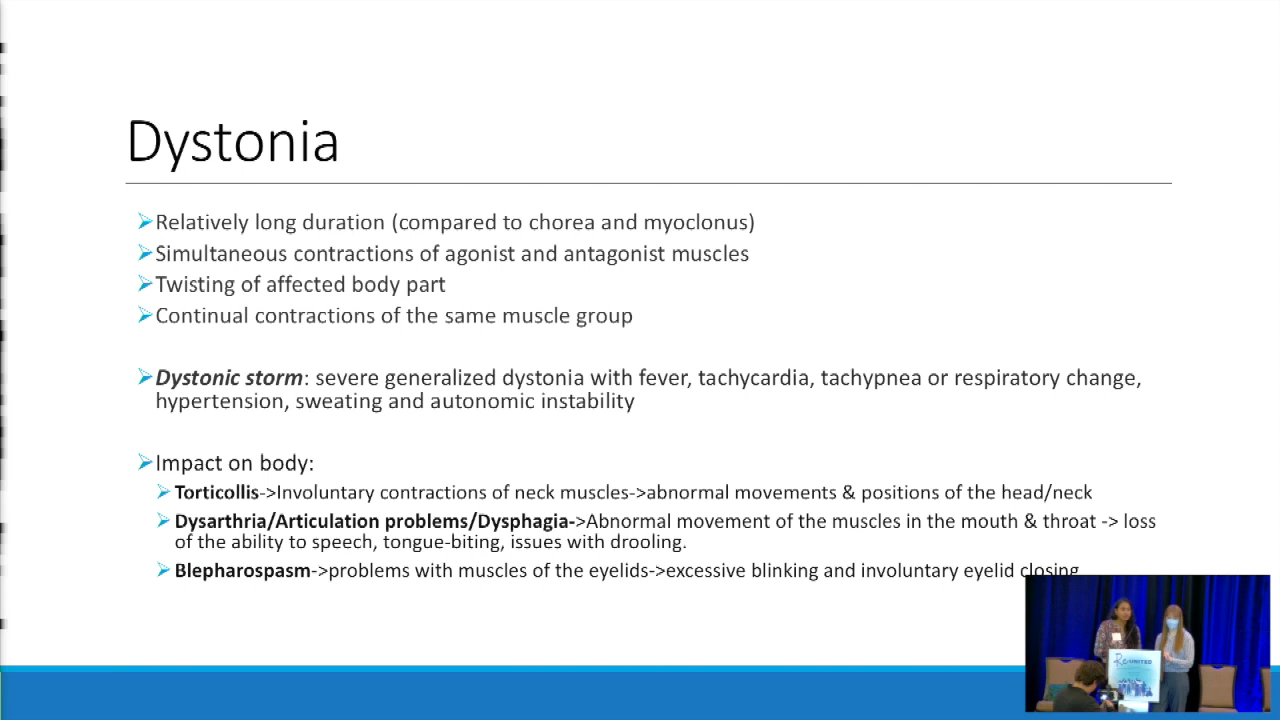 Dystonia
Relatively long duration (compared to chorea and myoclonus)
Simultaneous contractions of agonist and antagonist muscles
Twisting of affected body part
Continual contractions of the same muscle group
Dystonic storm: severe generalized dystonia with fever, tachycardia, tachypnea or respiratory change,
hypertension, sweating and autonomic instability
Impact on body:
Torticollis->Involuntary contractions of neck muscles->abnormal movements & positions of the head/neck
Dysarthria/Articulation problems/Dysphagia->Abnormal movement of the muscles in the mouth & throat -> loss
of the ability to speech, tongue-biting, issues with drooling.
Blepharospasm->problems with muscles of the eyelids->excessive blinking and involuntary eyelid closing